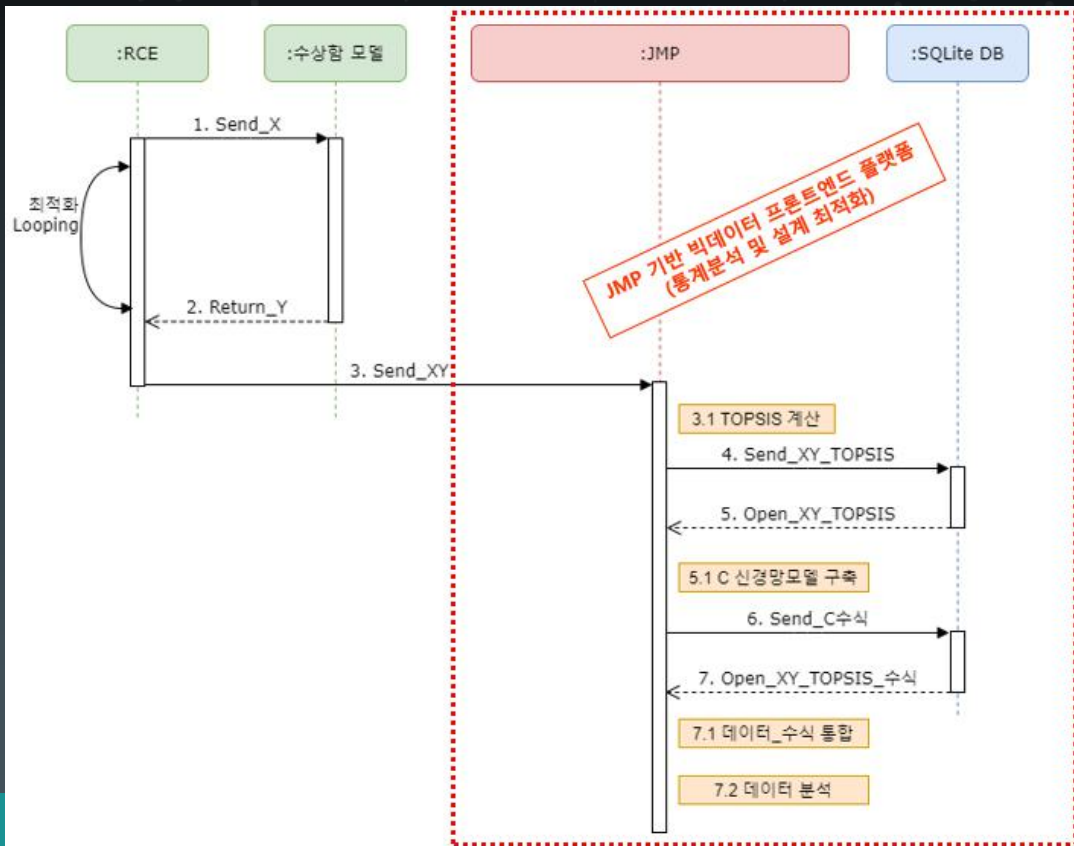 :RCE
:수상함 모델
:JMP
:SQLite DB
1. Send_X
최적화
Looping
JMP 기반 빅데이터 프론트엔드 플랫폼
(통계분석 및 설계 최적화)
2. Return_Y
3. Send_XY
3.1 TOPSIS 계산
4. Send_XY_TOPSIS
5. Open_XY_TOPSIS
5.1 C 신경망모델 구축
6. Send_C수식
7. Open_XY_TOPSIS_수식
7.1 데이터_수식 통합
7.2 데이터 분석